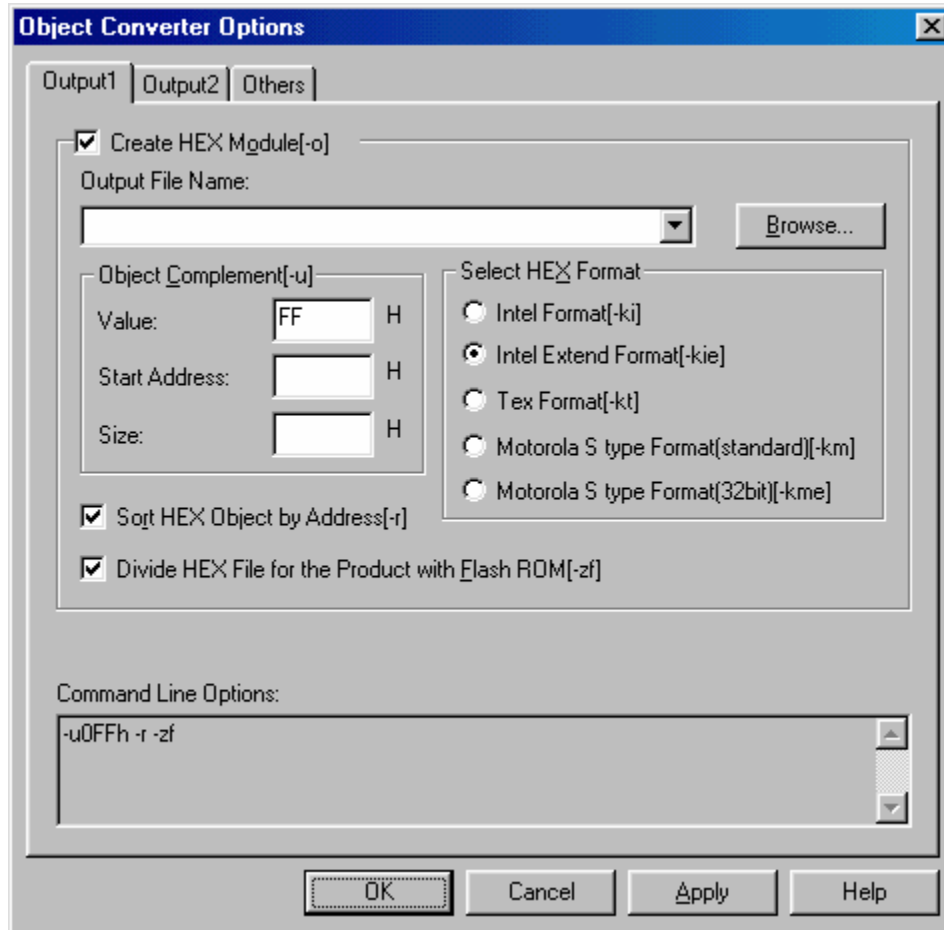 Object Converter Options
Output1 Output2 Others
Create HEX Module[-o]
Output File Name:
Browse...
Object Complement[-u]
Value: FF H
Start Address: H
Size: H
Select HEX Format
Intel Format[-ki]
Intel Extend Format[-kie]
Tex Format[-kt]
Motorola S type Format(standard)[-km]
Motorola S type Format(32bit)[-kme]
Sort HEX Object by Address[-r]
Divide HEX File for the Product with Flash ROM[-zf]
Command Line Options:
-u0FFh -r -zf
OK Cancel Apply Help